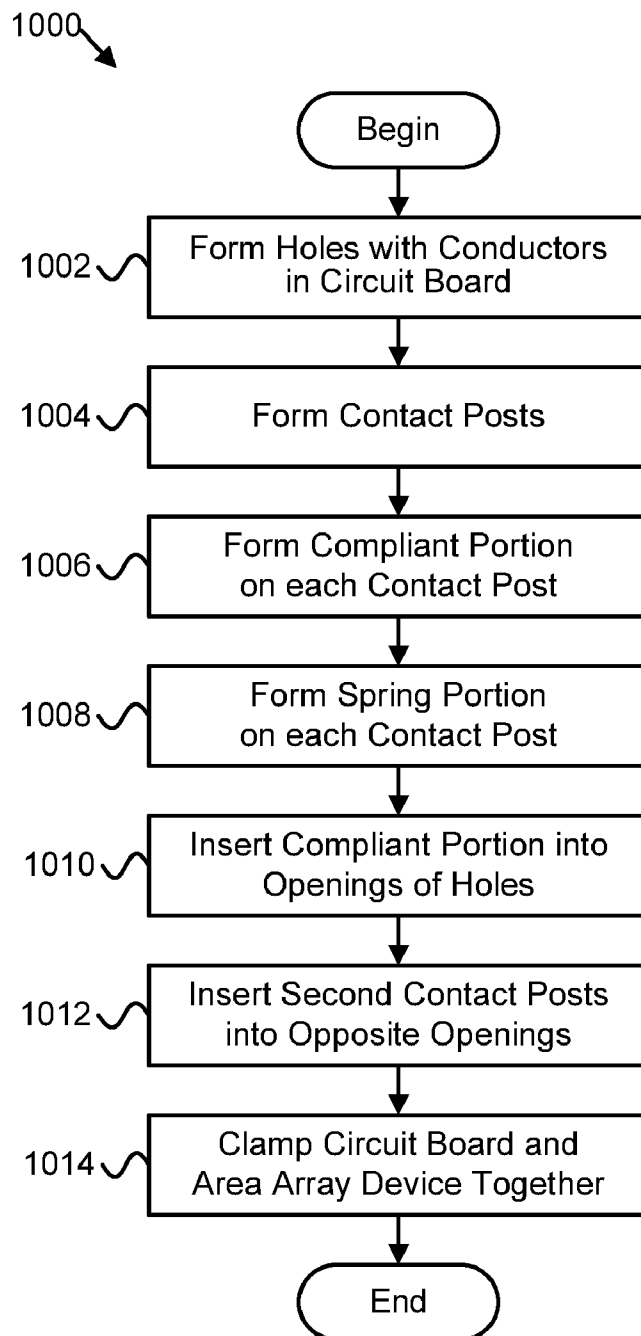 1000
Begin
1002
Form Holes with Conductors
in Circuit Board
1004
Form Contact Posts
1006
Form Compliant Portion
on each Contact Post
1008
Form Spring Portion
on each Contact Post
1010
Insert Compliant Portion into
Openings of Holes
1012
Insert Second Contact Posts
into Opposite Openings
1014
Clamp Circuit Board and
Area Array Device Together
End